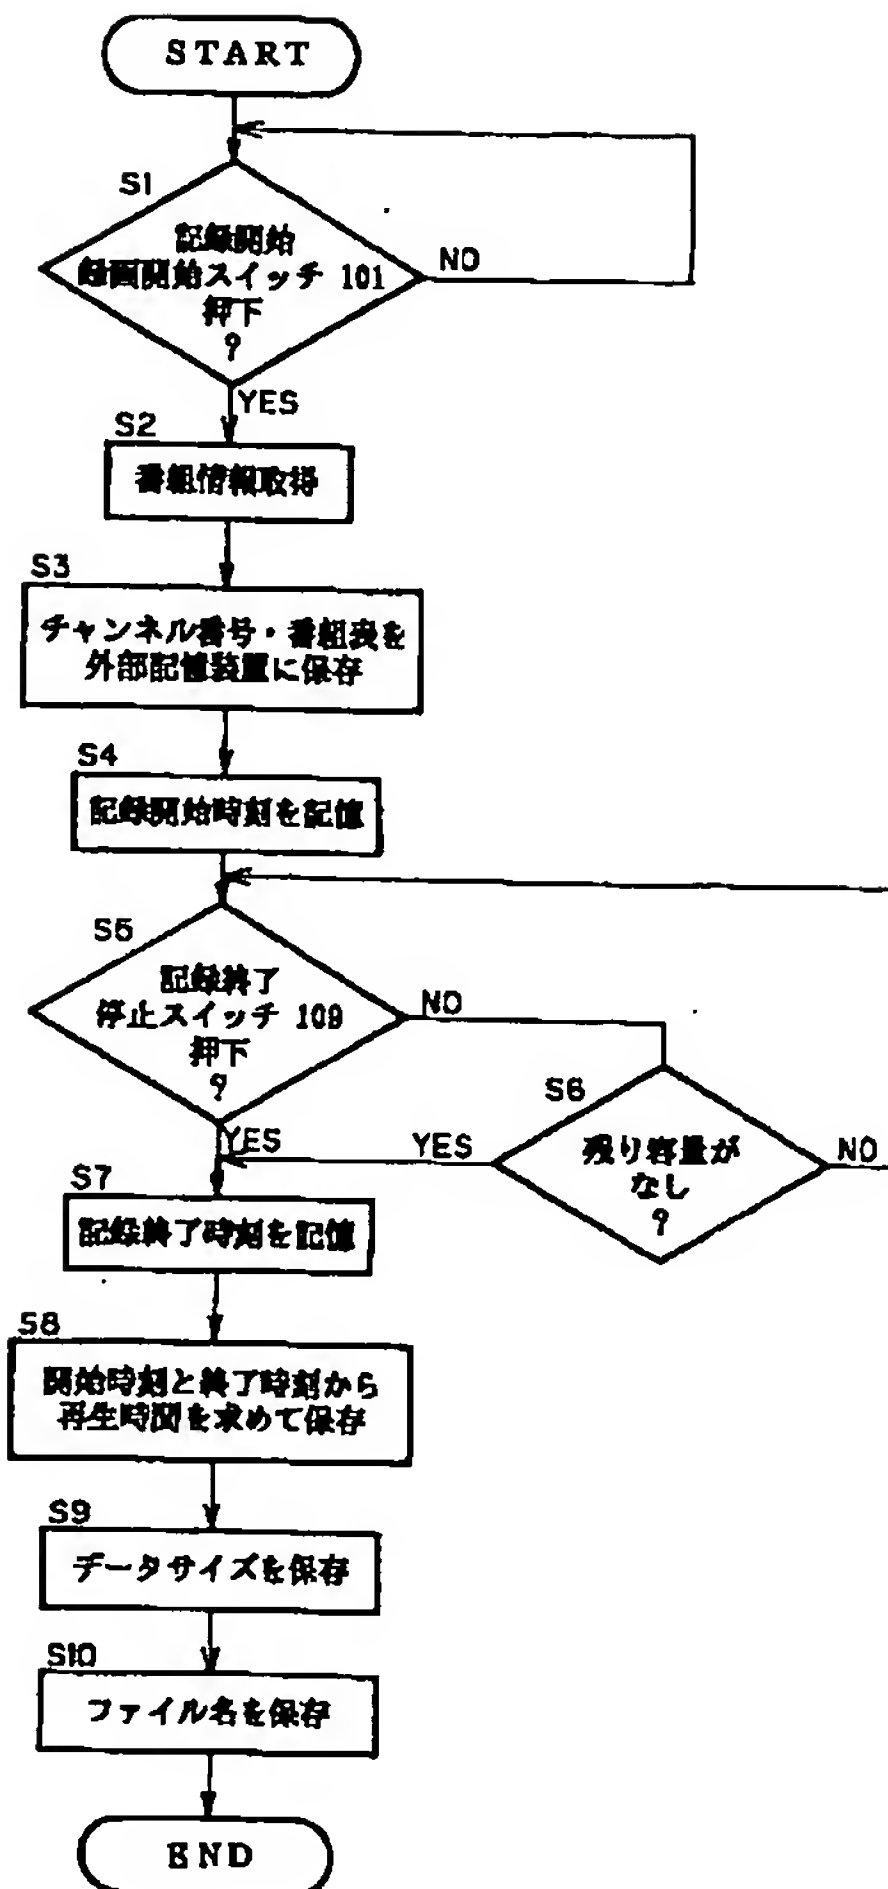 START
S1
記録開始
録画開始スイッチ 101
押下
?
NO
YES
S2
番組情報取得
S3
チャンネル番号・番組表を
外部記憶装置に保存
S4
記録開始時刻を記憶
S5
記録終了
停止スイッチ 109
押下
?
NO
YES
S6
残り容量が
なし
?
YES
NO
S7
記録終了時刻を記憶
S8
開始時刻と終了時刻から
再生時間を求めて保存
S9
データサイズを保存
S10
ファイル名を保存
END